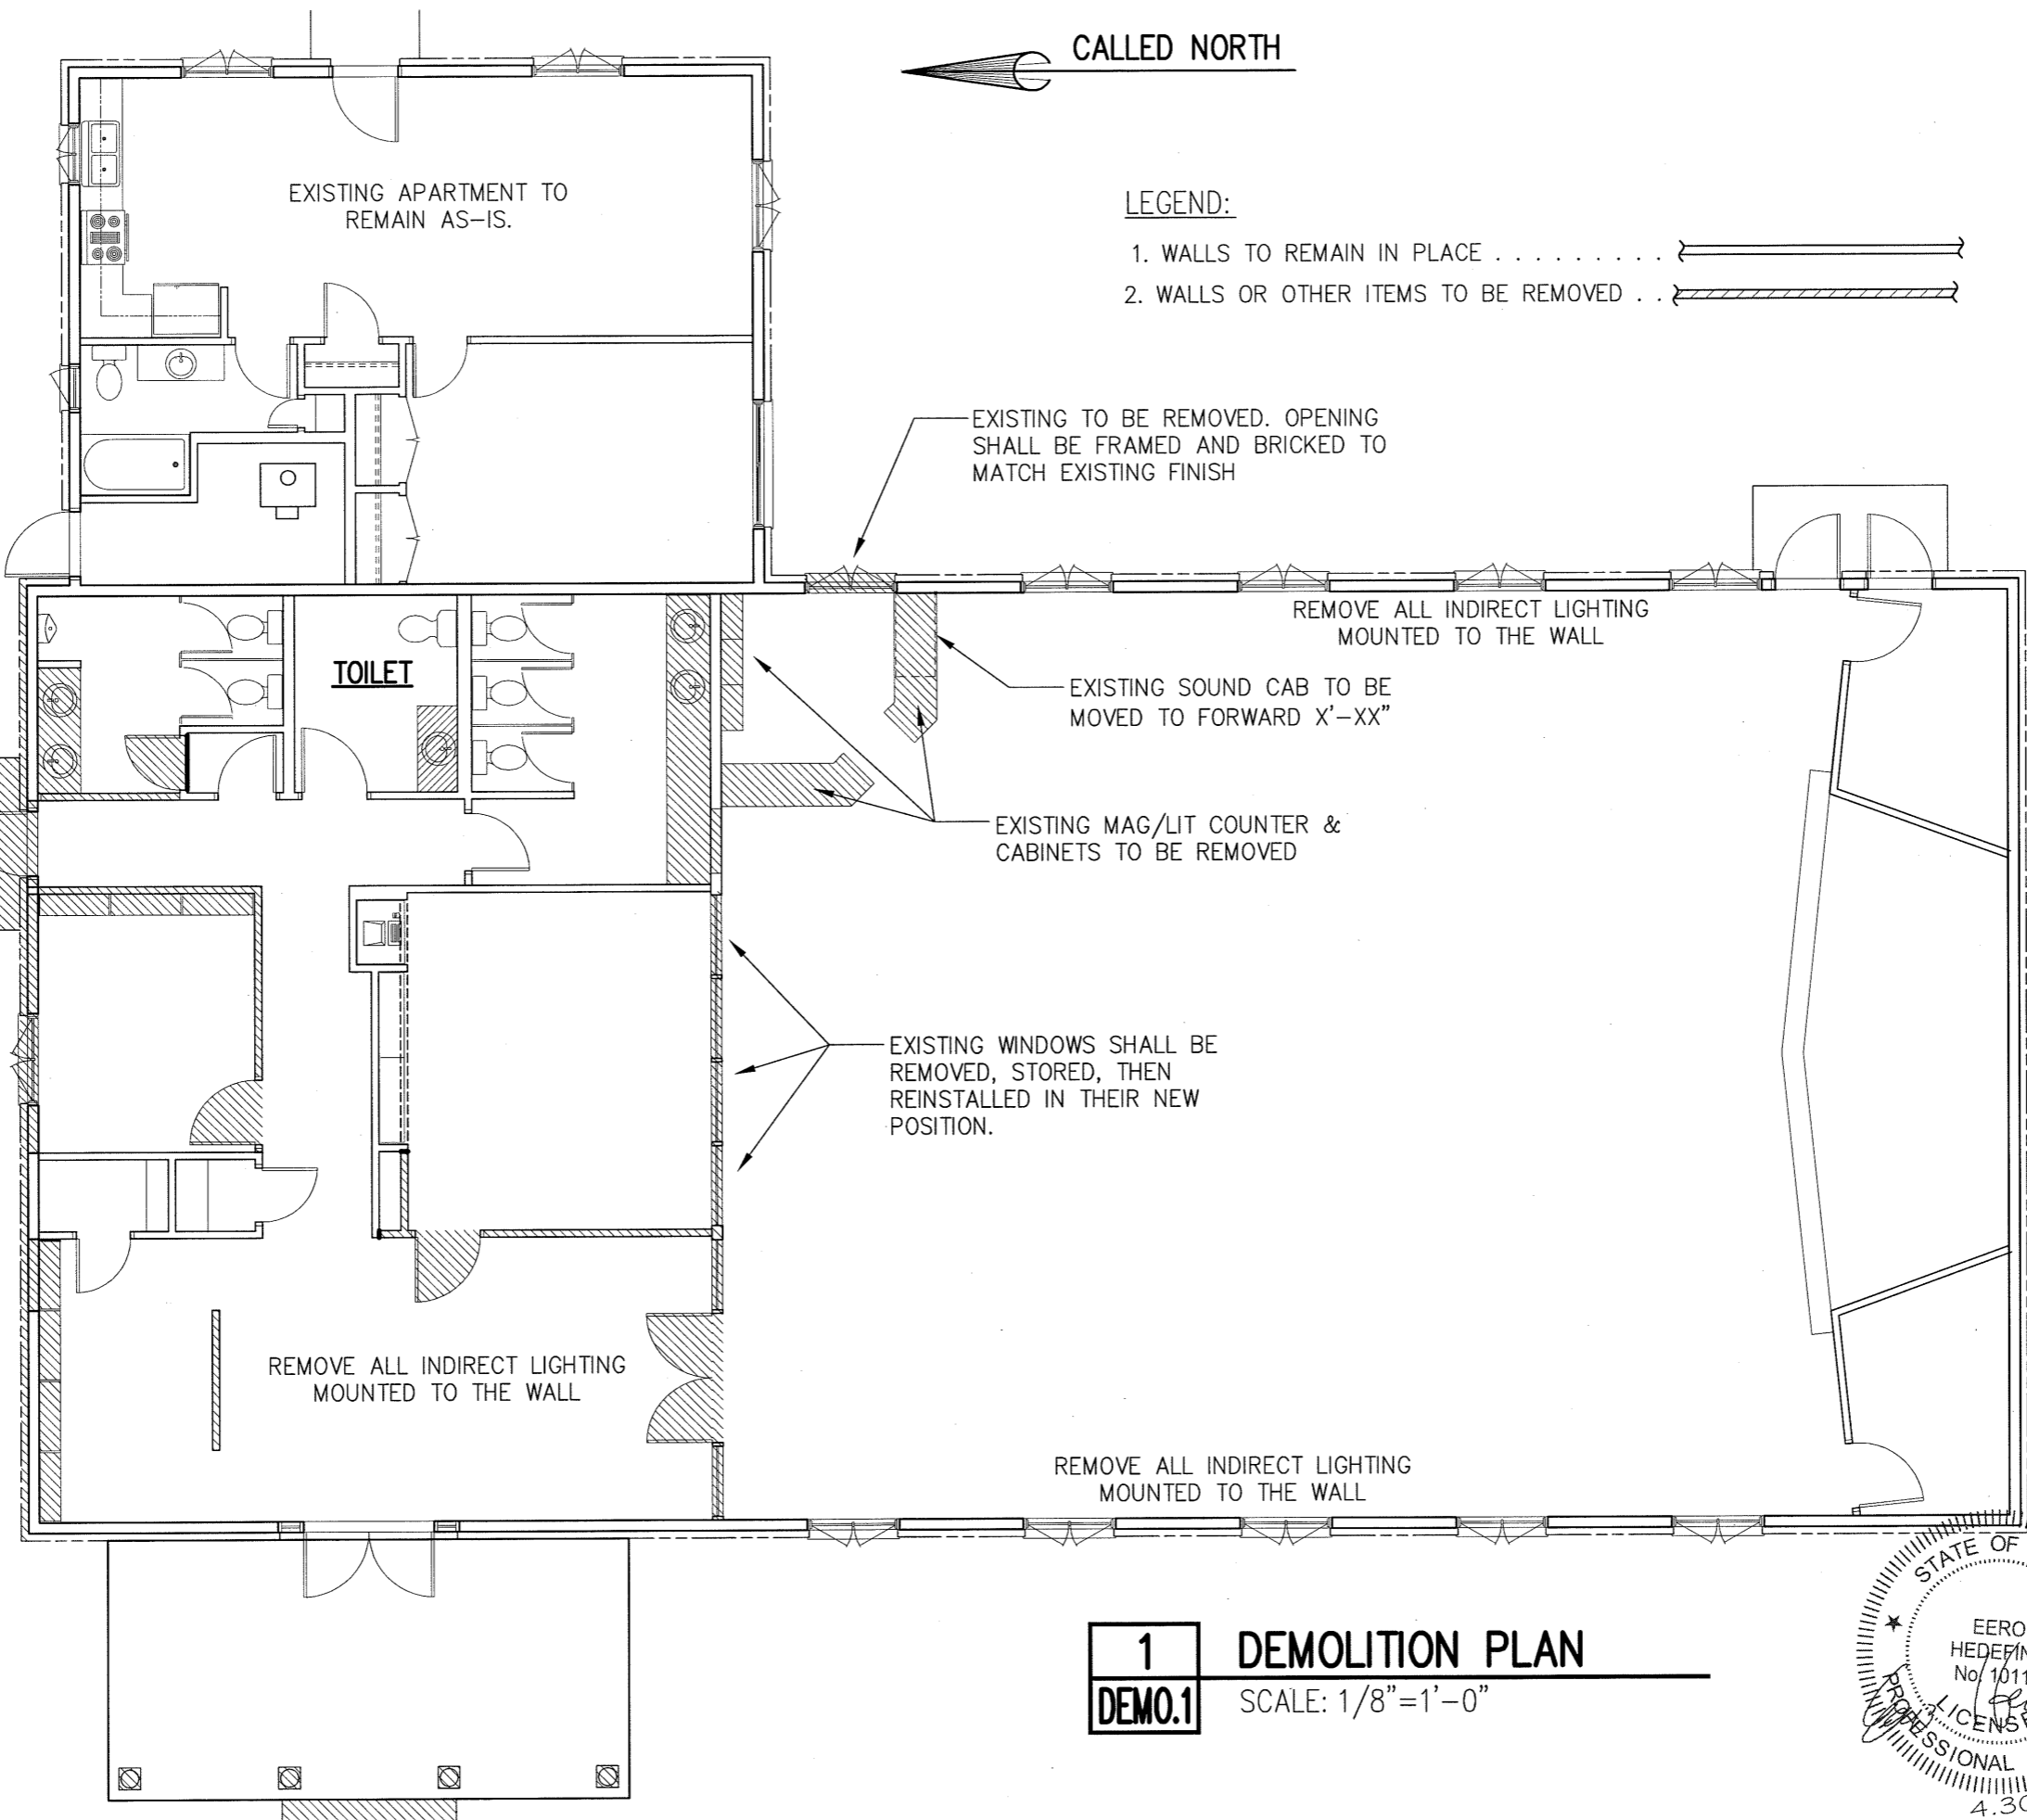 CALLED NORTH
EXISTING APARTMENT TO
REMAIN AS-IS.
LEGEND:
1. WALLS TO REMAIN IN PLACE . . . . . . . . .
2. WALLS OR OTHER ITEMS TO BE REMOVED . .
EXISTING TO BE REMOVED. OPENING
SHALL BE FRAMED AND BRICKED TO
MATCH EXISTING FINISH
REMOVE ALL INDIRECT LIGHTING
MOUNTED TO THE WALL
TOILET
EXISTING SOUND CAB TO BE
MOVED TO FORWARD X'-XX"
EXISTING MAG/LIT COUNTER &
CABINETS TO BE REMOVED
EXISTING WINDOWS SHALL BE
REMOVED, STORED, THEN
REINSTALLED IN THEIR NEW
POSITION.
REMOVE ALL INDIRECT LIGHTING
MOUNTED TO THE WALL
REMOVE ALL INDIRECT LIGHTING
MOUNTED TO THE WALL
1
DEMO.1
DEMOLITION PLAN
SCALE: 1/8"=1'-0"
STATE OF
EERO
No.
PROFESSIONAL